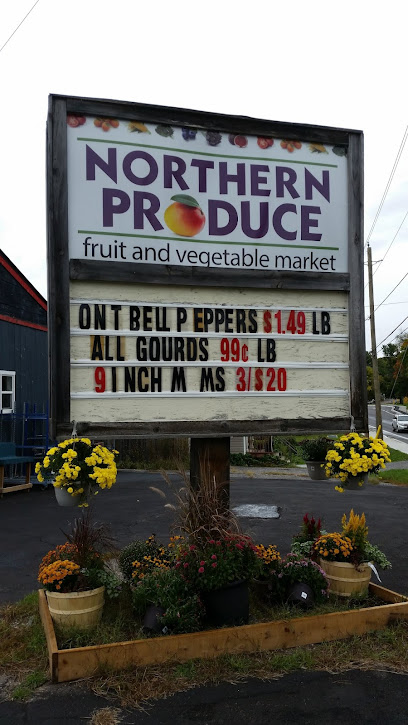 NORTHERN
PRODUCE
fruit and vegetable market
ONT BELL PEPPERS $1.49 LB
ALL GOURDS 99¢ LB
9 INCH MUMS 3/$20